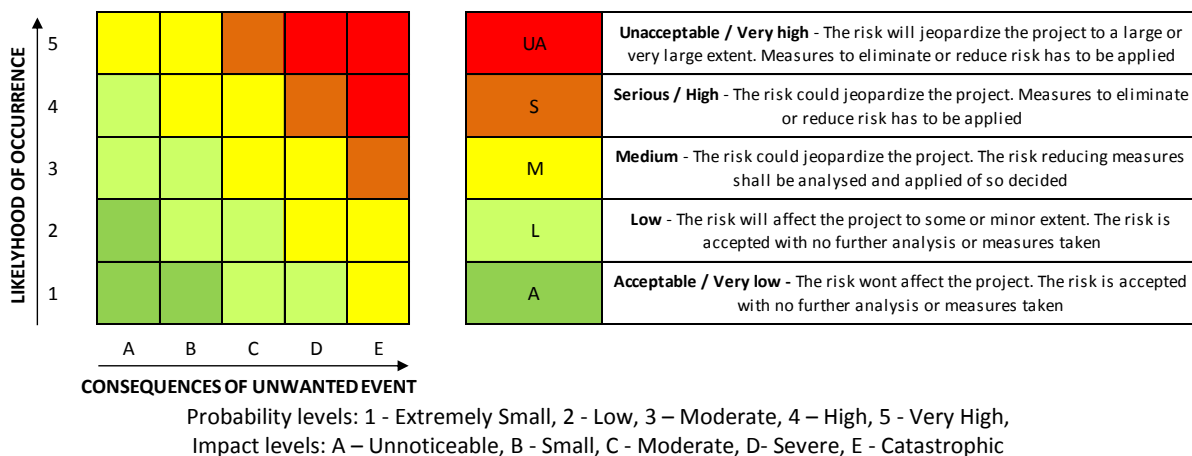 LIKELYHOOD OF OCCURRENCE
5
4
3
2
1
A B C D E
CONSEQUENCES OF UNWANTED EVENT
UA
Unacceptable / Very high - The risk will jeopardize the project to a large or
very large extent. Measures to eliminate or reduce risk has to be applied
S
Serious / High - The risk could jeopardize the project. Measures to eliminate
or reduce risk has to be applied
M
Medium - The risk could jeopardize the project. The risk reducing measures
shall be analysed and applied of so decided
L
Low - The risk will affect the project to some or minor extent. The risk is
accepted with no further analysis or measures taken
A
Acceptable / Very low - The risk wont affect the project. The risk is accepted
with no further analysis or measures taken
Probability levels: 1 - Extremely Small, 2 - Low, 3 – Moderate, 4 – High, 5 - Very High,
Impact levels: A – Unnoticeable, B - Small, C - Moderate, D- Severe, E - Catastrophic